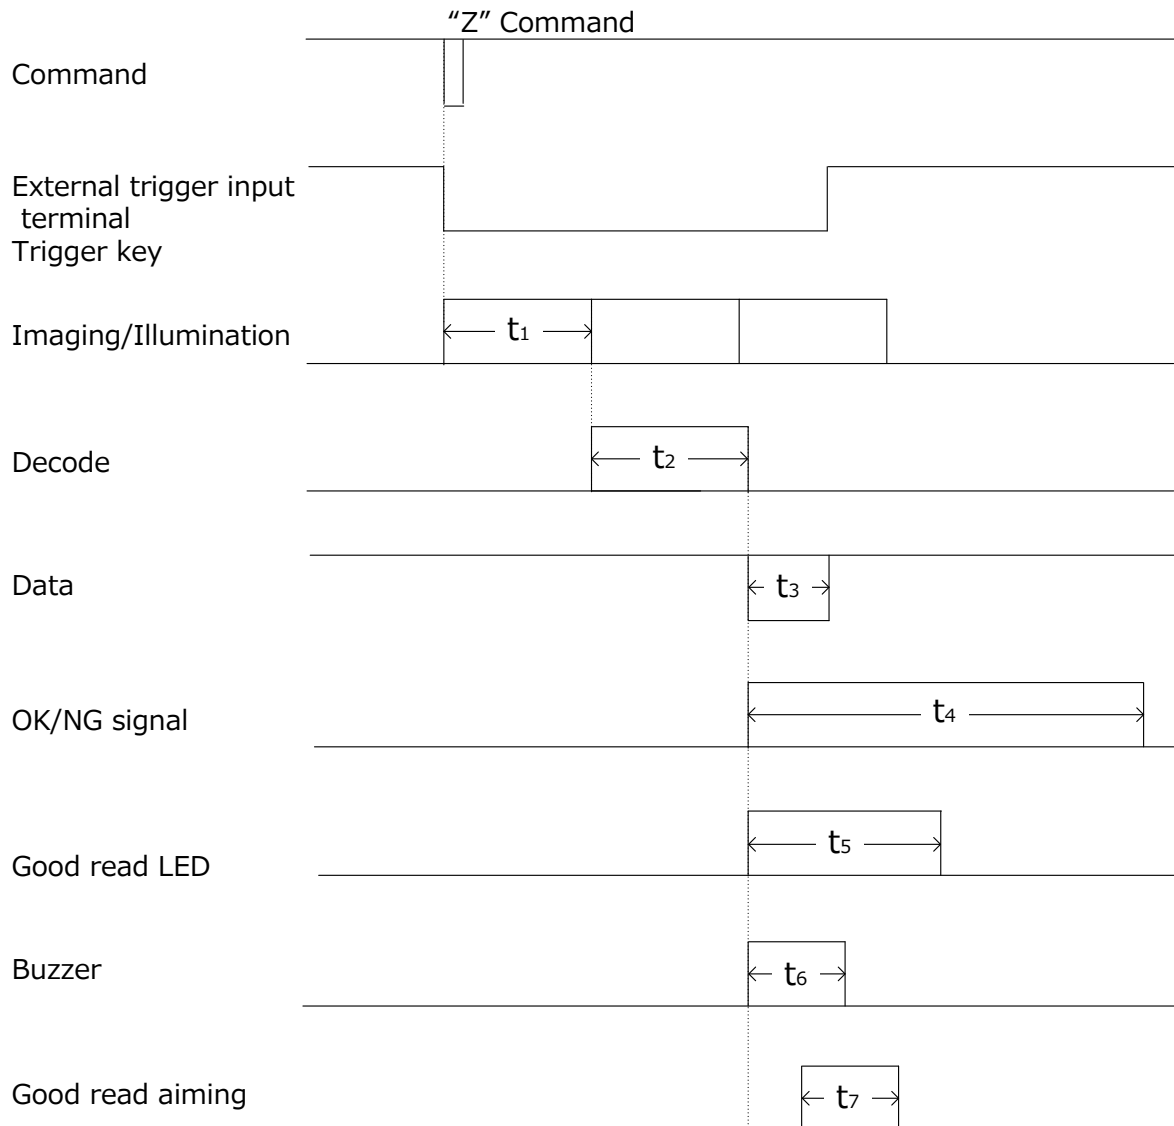 “Z” Command
Command
External trigger input
terminal
Trigger key
Imaging/Illumination
t1
Decode
t2
Data
t3
OK/NG signal
t4
Good read LED
t5
Buzzer
t6
Good read aiming
t7